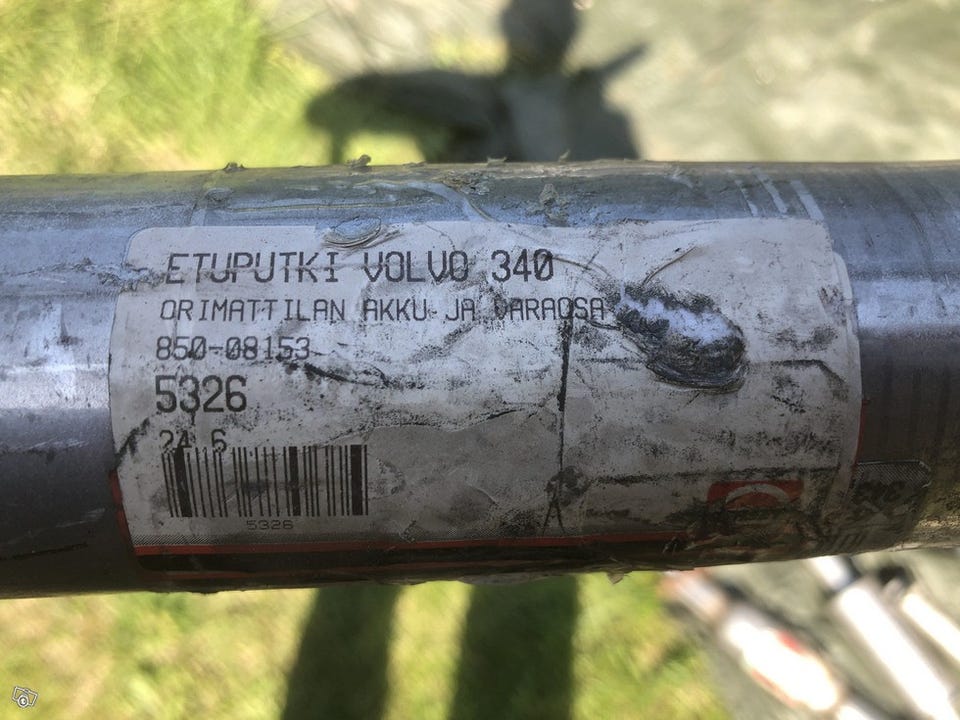 ETUPUTKI VOLVO 340
ORIMATTILAN AKKU JA VARAOSA
850-08153
5326
24 6
5326